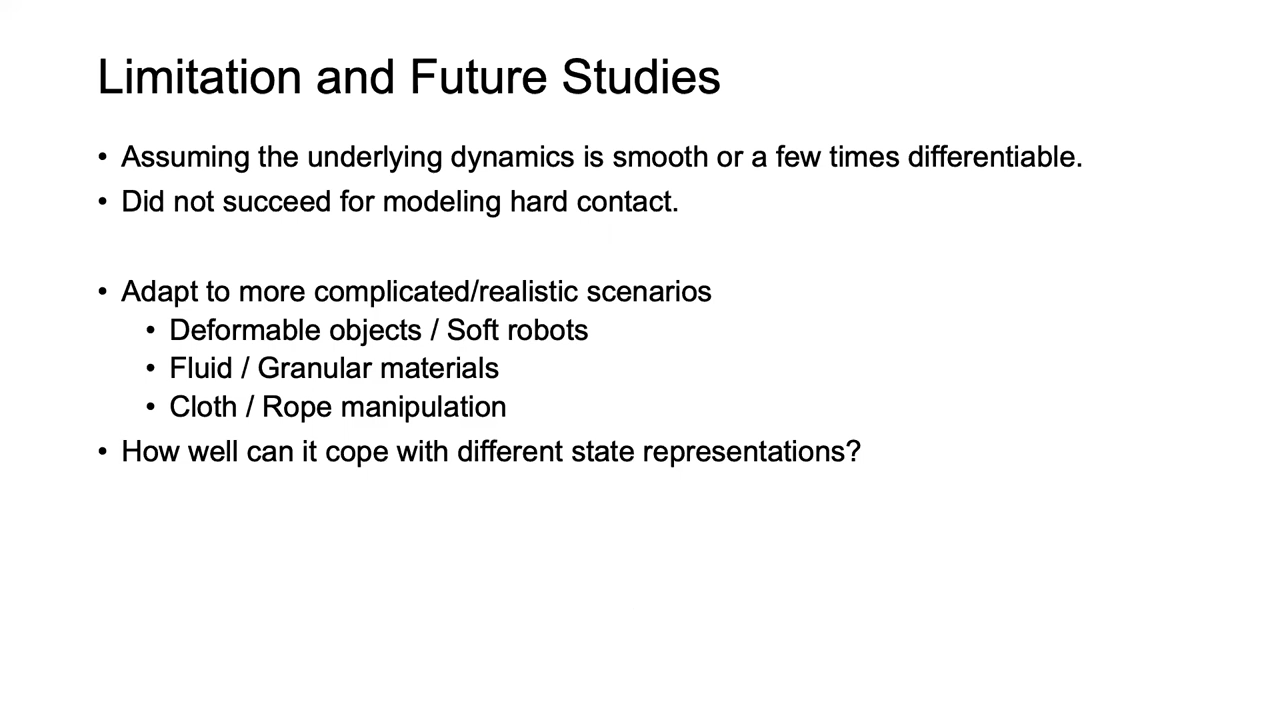 Limitation and Future Studies
• Assuming the underlying dynamics is smooth or a few times differentiable.
• Did not succeed for modeling hard contact.
• Adapt to more complicated/realistic scenarios
• Deformable objects / Soft robots
• Fluid / Granular materials
• Cloth / Rope manipulation
• How well can it cope with different state representations?